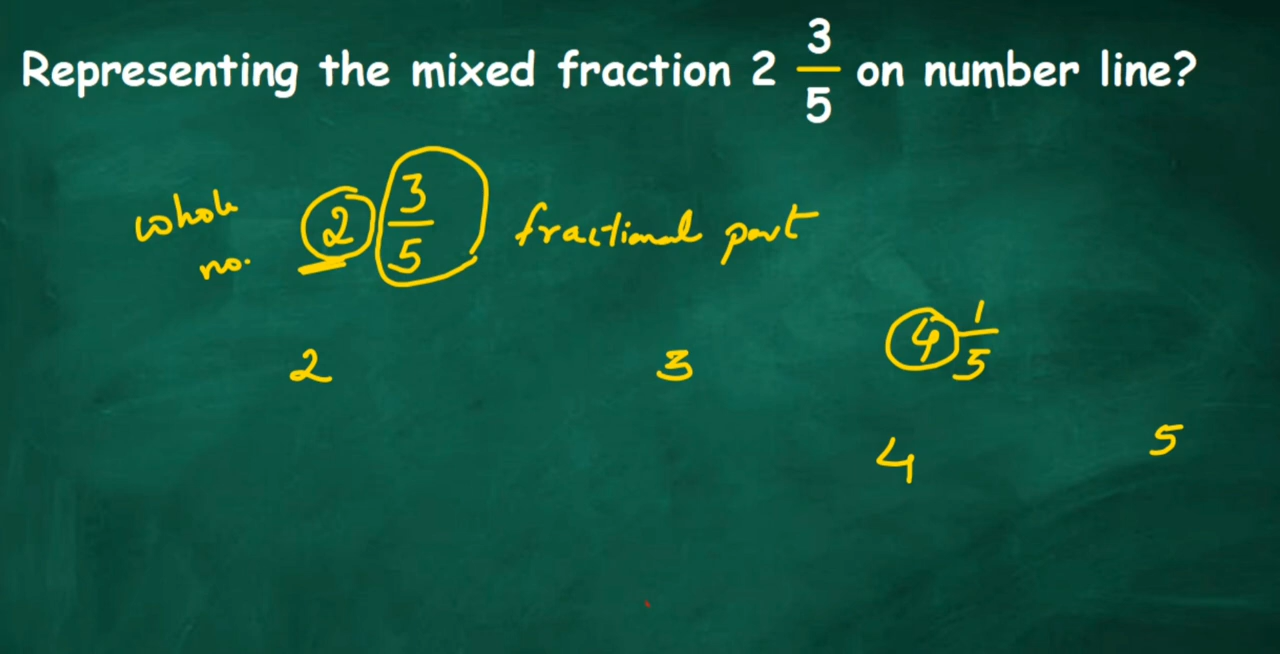 Representing the mixed fraction 2 3/5 on number line?
whole no. 2 3/5 fractional part
4 1/5
2 3
4 5